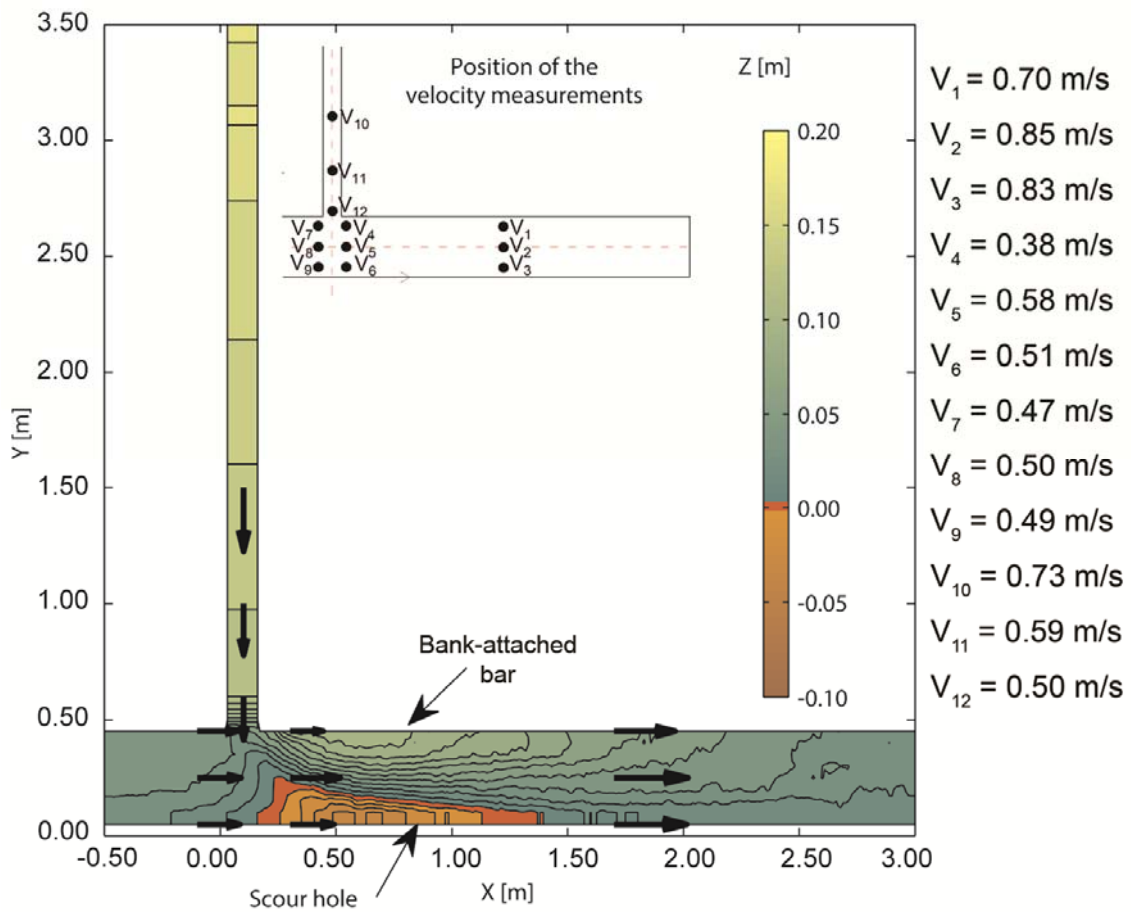 3.50
3.00
2.50
2.00
1.50
1.00
0.50
0.00
Y [m]
-0.50 0.00 0.50 1.00 1.50 2.00 2.50 3.00
X [m]
Position of the
velocity measurements
V10
V11
V12
V7 V4 V1
V8 V5 V2
V9 V6 V3
Z [m]
0.20
0.15
0.10
0.05
0.00
-0.05
-0.10
Bank-attached
bar
Scour hole
V1 = 0.70 m/s
V2 = 0.85 m/s
V3 = 0.83 m/s
V4 = 0.38 m/s
V5 = 0.58 m/s
V6 = 0.51 m/s
V7 = 0.47 m/s
V8 = 0.50 m/s
V9 = 0.49 m/s
V10 = 0.73 m/s
V11 = 0.59 m/s
V12 = 0.50 m/s